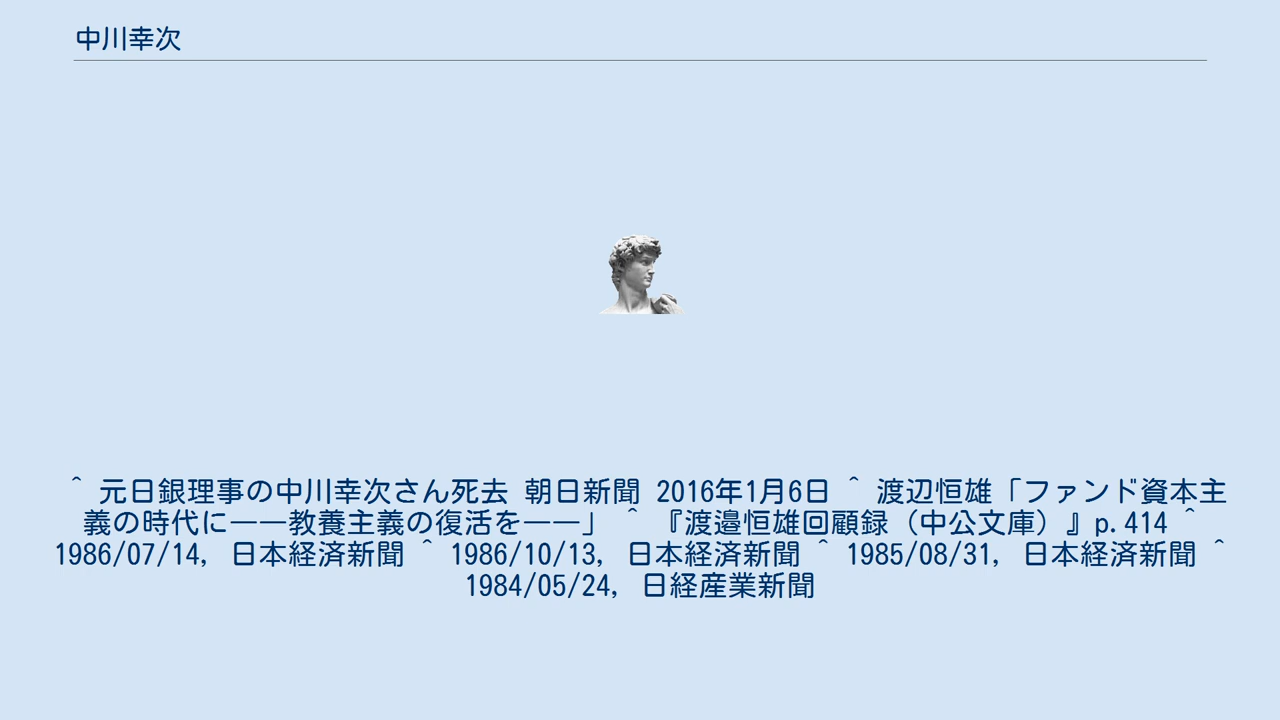 中川幸次
^ 元日銀理事の中川幸次さん死去 朝日新聞 2016年1月6日 ^ 渡辺恒雄「ファンド資本主
義の時代に――教養主義の復活を――」 ^ 『渡邉恒雄回顧録（中公文庫）』p.414 ^
1986/07/14, 日本経済新聞 ^ 1986/10/13, 日本経済新聞 ^ 1985/08/31, 日本経済新聞 ^
1984/05/24, 日経産業新聞